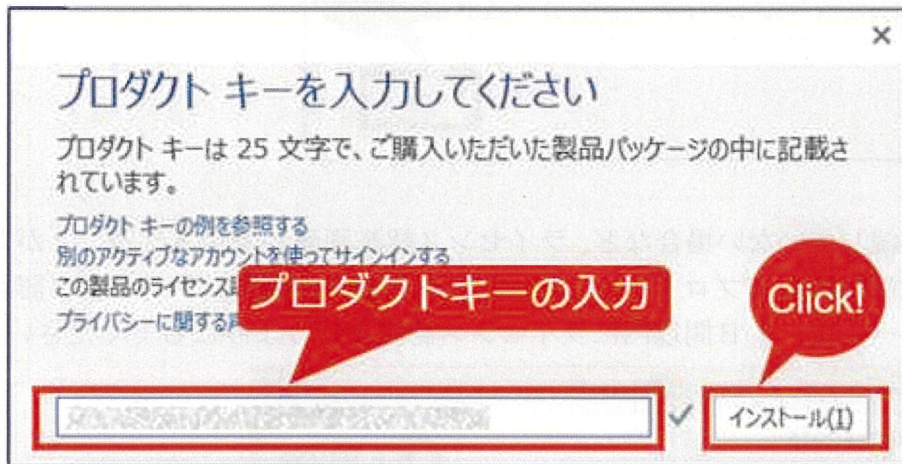 プロダクト キーを入力してください
プロダクト キーは 25 文字で、ご購入いただいた製品パッケージの中に記載さ
れています。
プロダクト キーの例を参照する
別のアクティブなアカウントを使ってサインインする
この製品のライセンス
プライバシーに関する
プロダクトキーの入力
Click!
インストール(I)